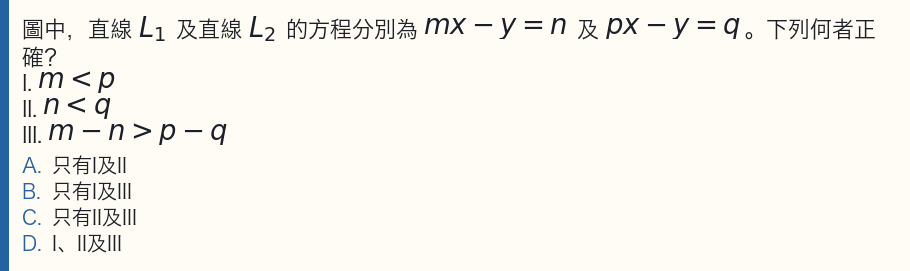 圖中，直線 L₁ 及直線 L₂ 的方程分別為 mx − y = n 及 px − y = q 。下列何者正
確?
I. m < p
II. n < q
III. m − n > p − q
A. 只有I及II
B. 只有I及III
C. 只有II及III
D. I、II及III